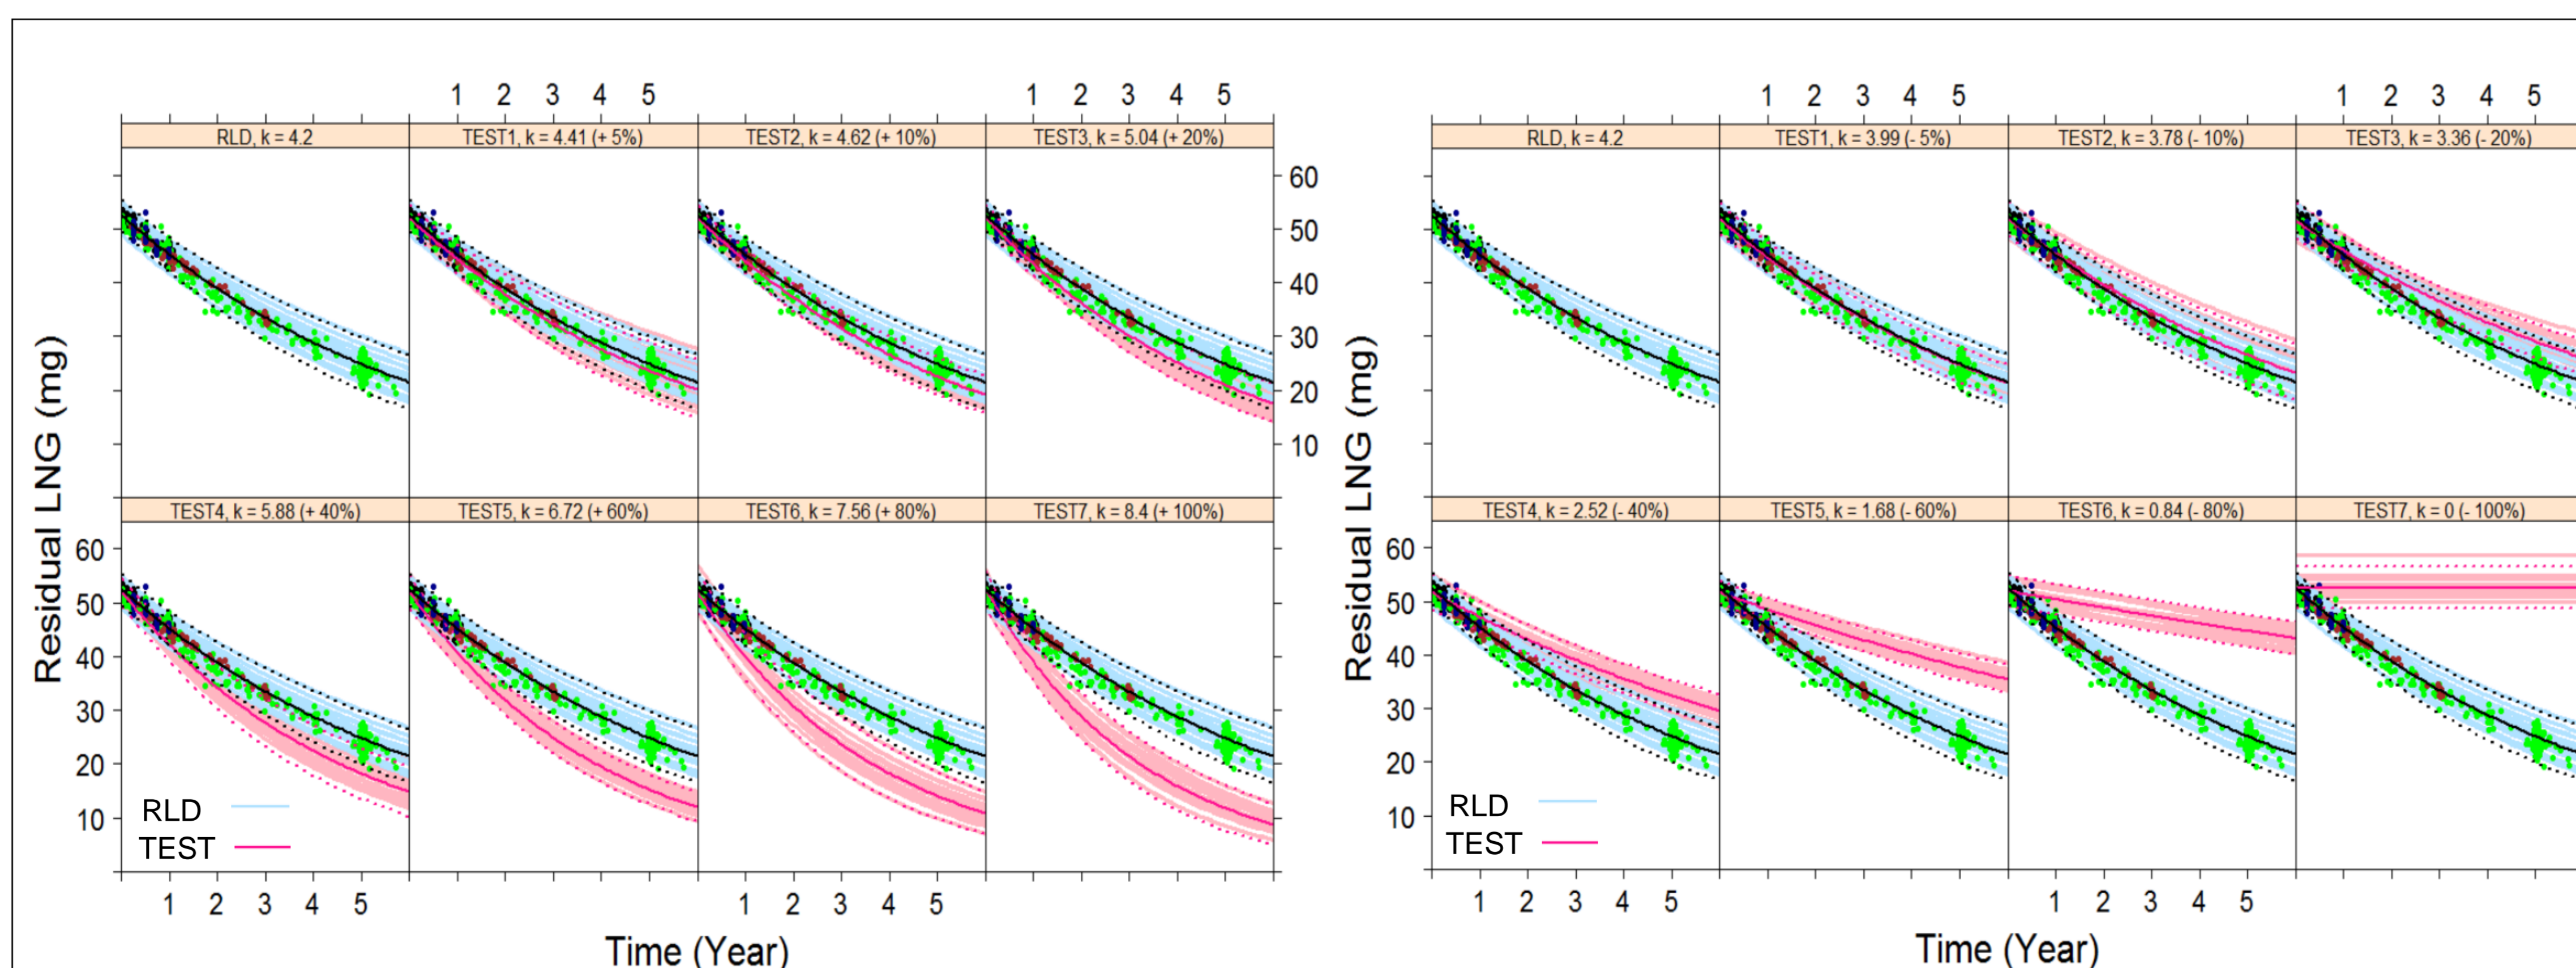 1 2 3 4 5
1 2 3 4 5
1 2 3 4 5
1 2 3 4 5
RLD, k = 4.2
TEST1, k = 4.41 (+ 5%)
TEST2, k = 4.62 (+ 10%)
TEST3, k = 5.04 (+ 20%)
RLD, k = 4.2
TEST1, k = 3.99 (- 5%)
TEST2, k = 3.78 (- 10%)
TEST3, k = 3.36 (- 20%)
60
50
40
30
20
10
Residual LNG (mg)
Residual LNG (mg)
TEST4, k = 5.88 (+ 40%)
TEST5, k = 6.72 (+ 60%)
TEST6, k = 7.56 (+ 80%)
TEST7, k = 8.4 (+ 100%)
TEST4, k = 2.52 (- 40%)
TEST5, k = 1.68 (- 60%)
TEST6, k = 0.84 (- 80%)
TEST7, k = 0 (- 100%)
60
50
40
30
20
10
60
50
40
30
20
10
RLD
TEST
RLD
TEST
1 2 3 4 5
1 2 3 4 5
1 2 3 4 5
1 2 3 4 5
Time (Year)
Time (Year)